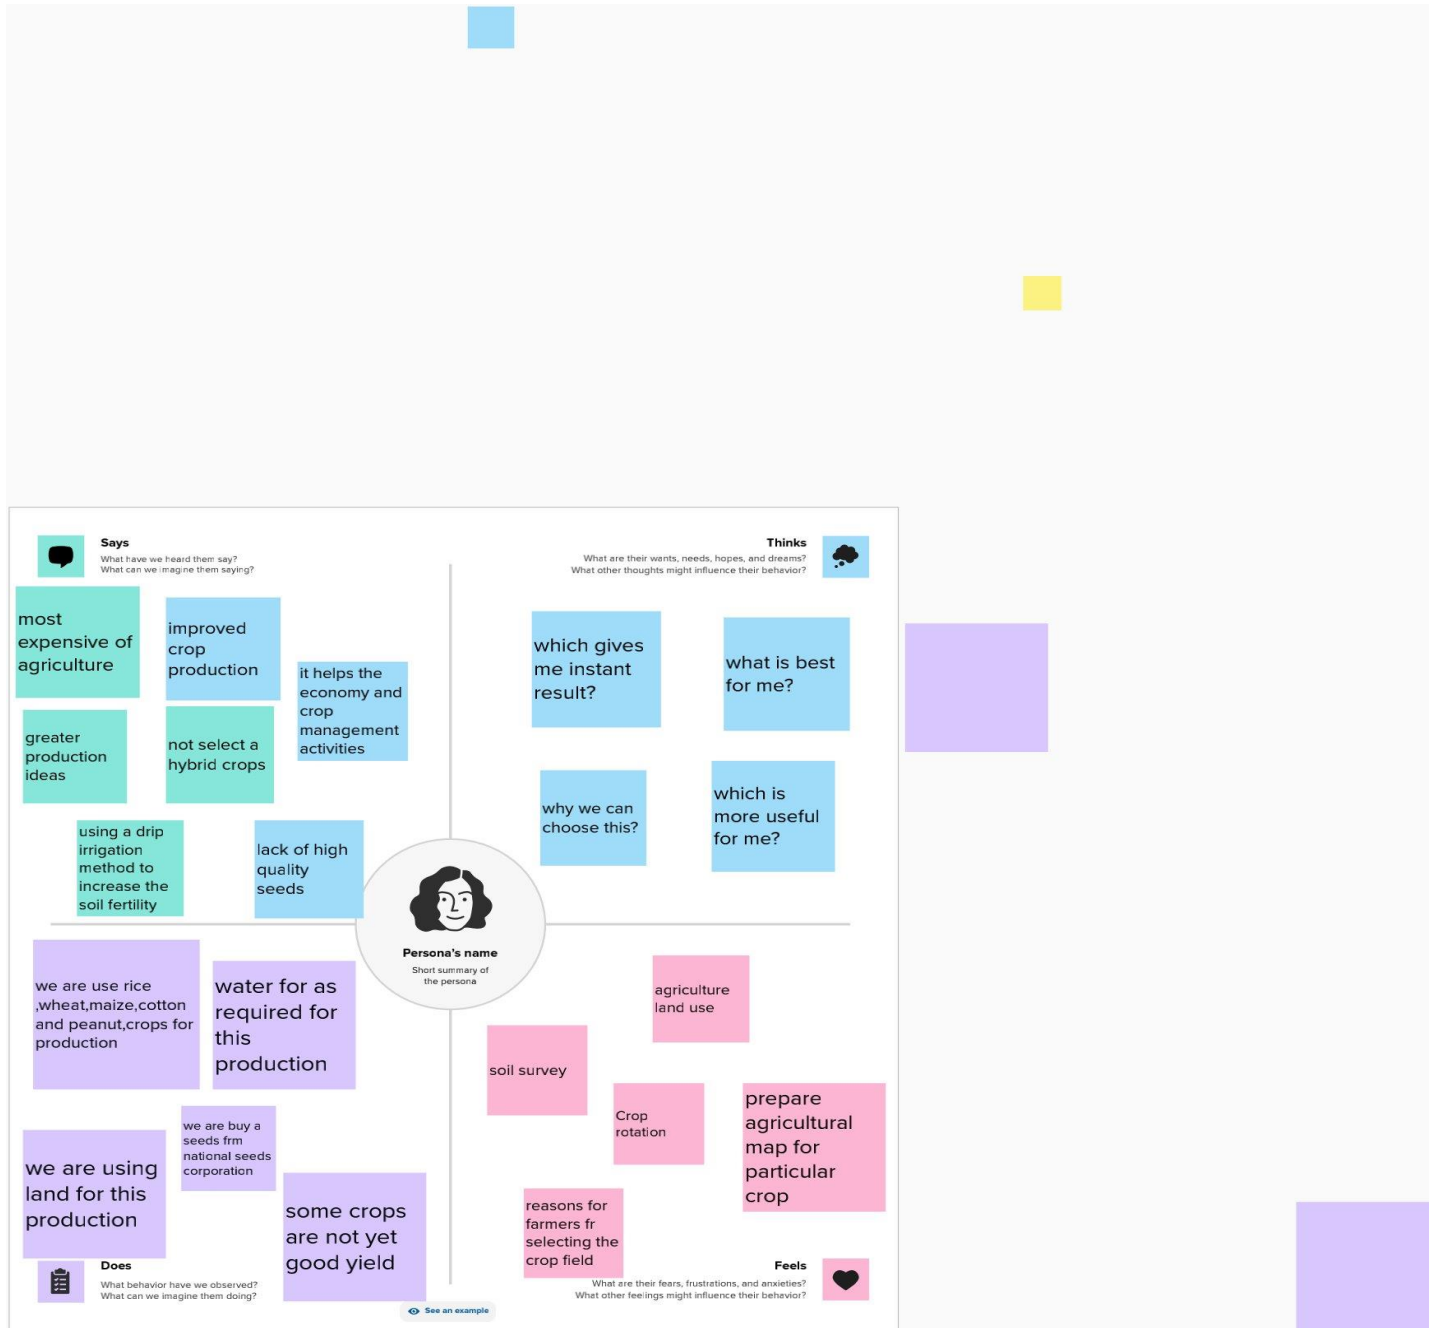 Says
What have we heard them say?
What can we imagine them saying?
most
expensive of
agriculture
improved
crop
production
it helps the
economy and
crop
management
activities
greater
production
ideas
not select a
hybrid crops
using a drip
irrigation
method to
increase the
soil fertility
lack of high
quality
seeds
Thinks
What are their wants, needs, hopes, and dreams?
What other thoughts might influence their behavior?
which gives
me instant
result?
what is best
for me?
why we can
choose this?
which is
more useful
for me?
Persona's name
Short summary of
the persona
we are use rice
,wheat,maize,cotton
and peanut,crops for
production
water for as
required for
this
production
we are buy a
seeds frm
national seeds
corporation
we are using
land for this
production
some crops
are not yet
good yield
Does
What behavior have we observed?
What can we imagine them doing?
agriculture
land use
soil survey
Crop
rotation
prepare
agricultural
map for
particular
crop
reasons for
farmers fr
selecting the
crop field
Feels
What are their fears, frustrations, and anxieties?
What other feelings might influence their behavior?
See an example